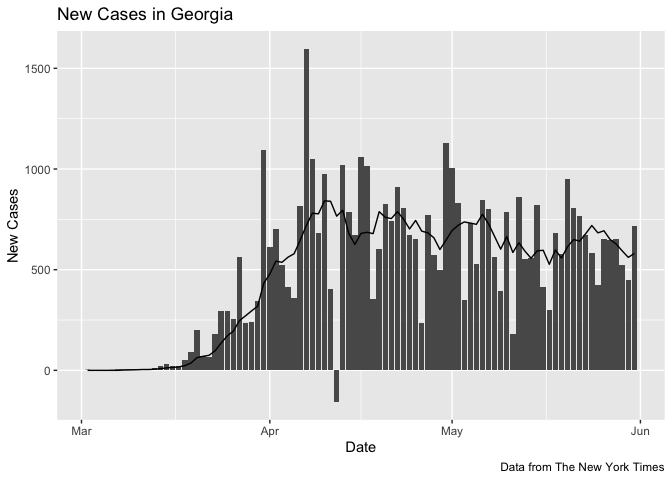 New Cases in Georgia
1500
1000
500
0
New Cases
Mar
Apr
May
Jun
Date
Data from The New York Times